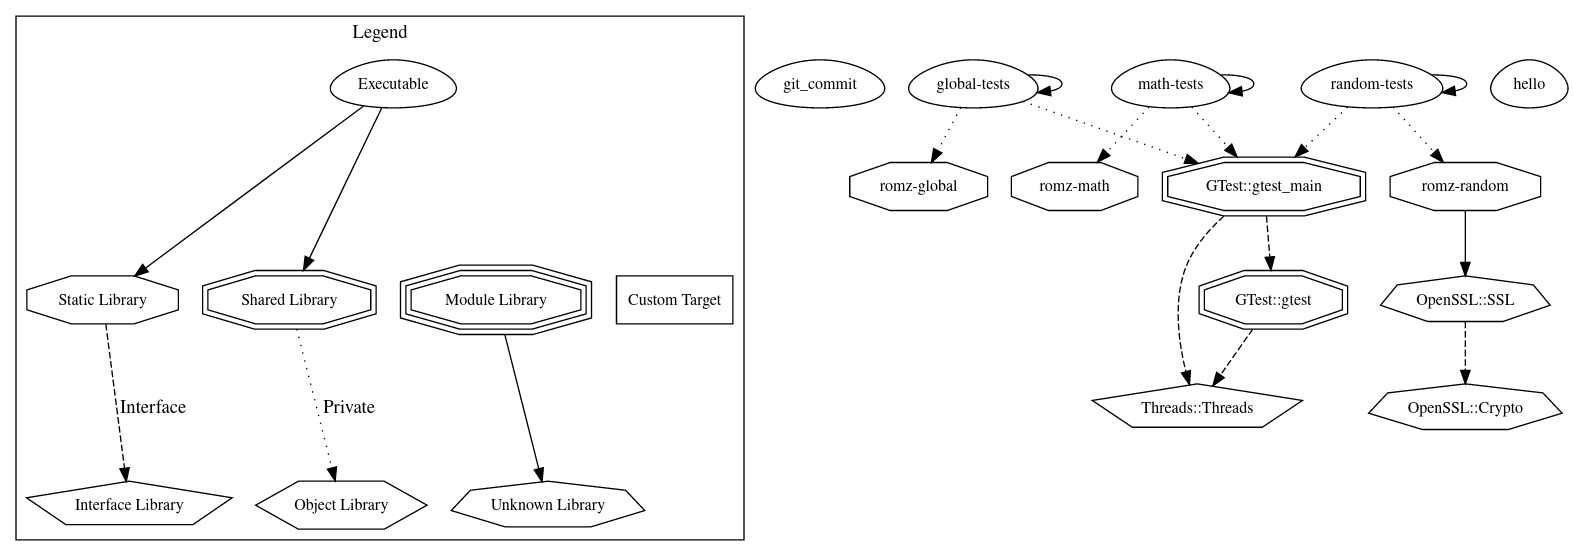 Legend
Executable
Static Library
Shared Library
Module Library
Custom Target
Interface
Private
Interface Library
Object Library
Unknown Library
git_commit
global-tests
math-tests
random-tests
hello
romz-global
romz-math
GTest::gtest_main
romz-random
GTest::gtest
OpenSSL::SSL
Threads::Threads
OpenSSL::Crypto